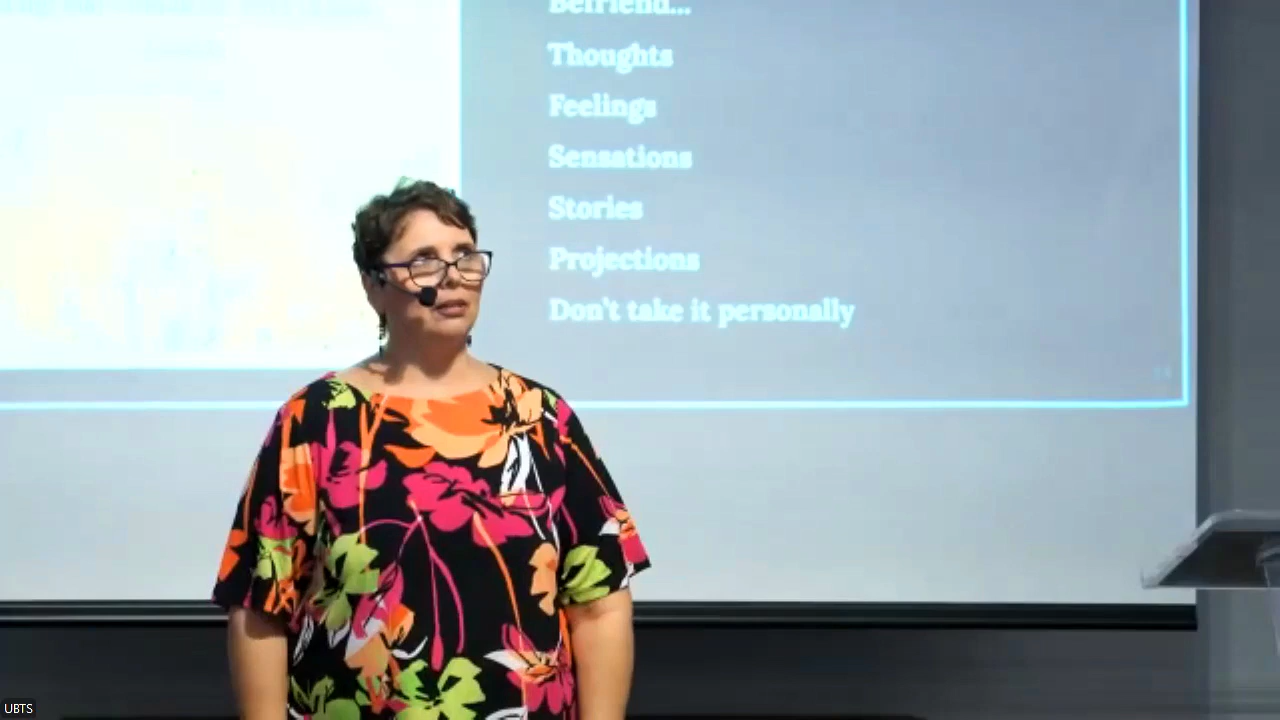 Befriend...
Thoughts
Feelings
Sensations
Stories
Projections
Don't take it personally
UBTS